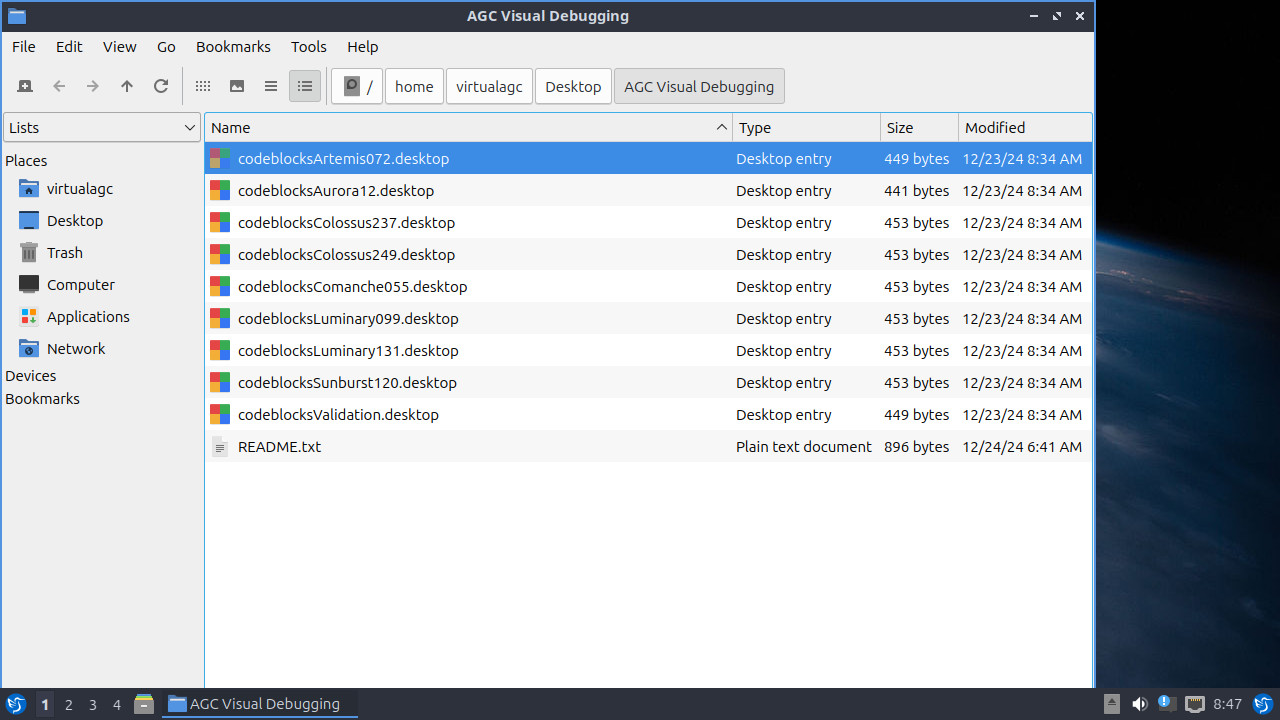 AGC Visual Debugging
File Edit View Go Bookmarks Tools Help
/ home virtualagc Desktop AGC Visual Debugging
Lists
Places
virtualagc
Desktop
Trash
Computer
Applications
Network
Devices
Bookmarks
Name Type Size Modified
codeblocksArtemis072.desktop Desktop entry 449 bytes 12/23/24 8:34 AM
codeblocksAurora12.desktop Desktop entry 441 bytes 12/23/24 8:34 AM
codeblocksColossus237.desktop Desktop entry 453 bytes 12/23/24 8:34 AM
codeblocksColossus249.desktop Desktop entry 453 bytes 12/23/24 8:34 AM
codeblocksComanche055.desktop Desktop entry 453 bytes 12/23/24 8:34 AM
codeblocksLuminary099.desktop Desktop entry 453 bytes 12/23/24 8:34 AM
codeblocksLuminary131.desktop Desktop entry 453 bytes 12/23/24 8:34 AM
codeblocksSunburst120.desktop Desktop entry 453 bytes 12/23/24 8:34 AM
codeblocksValidation.desktop Desktop entry 449 bytes 12/23/24 8:34 AM
README.txt Plain text document 896 bytes 12/24/24 6:41 AM
1 2 3 4 AGC Visual Debugging 8:47